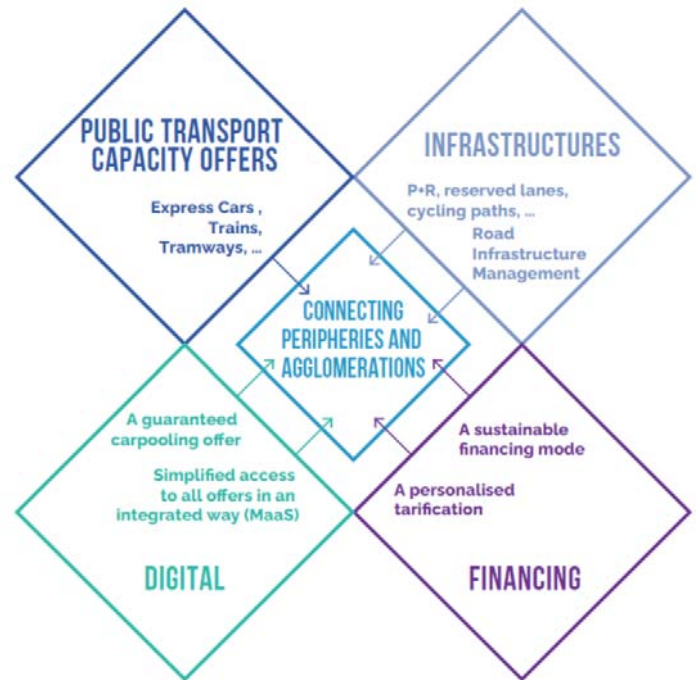 PUBLIC TRANSPORT
CAPACITY OFFERS
Express Cars ,
Trains,
Tramways, ...
INFRASTRUCTURES
P+R, reserved lanes,
cycling paths, ...
Road
Infrastructure
Management
CONNECTING
PERIPHERIES AND
AGGLOMERATIONS
A guaranteed
carpooling offer
Simplified access
to all offers in an
integrated way (MaaS)
DIGITAL
A sustainable
financing mode
A personalised
tarification
FINANCING